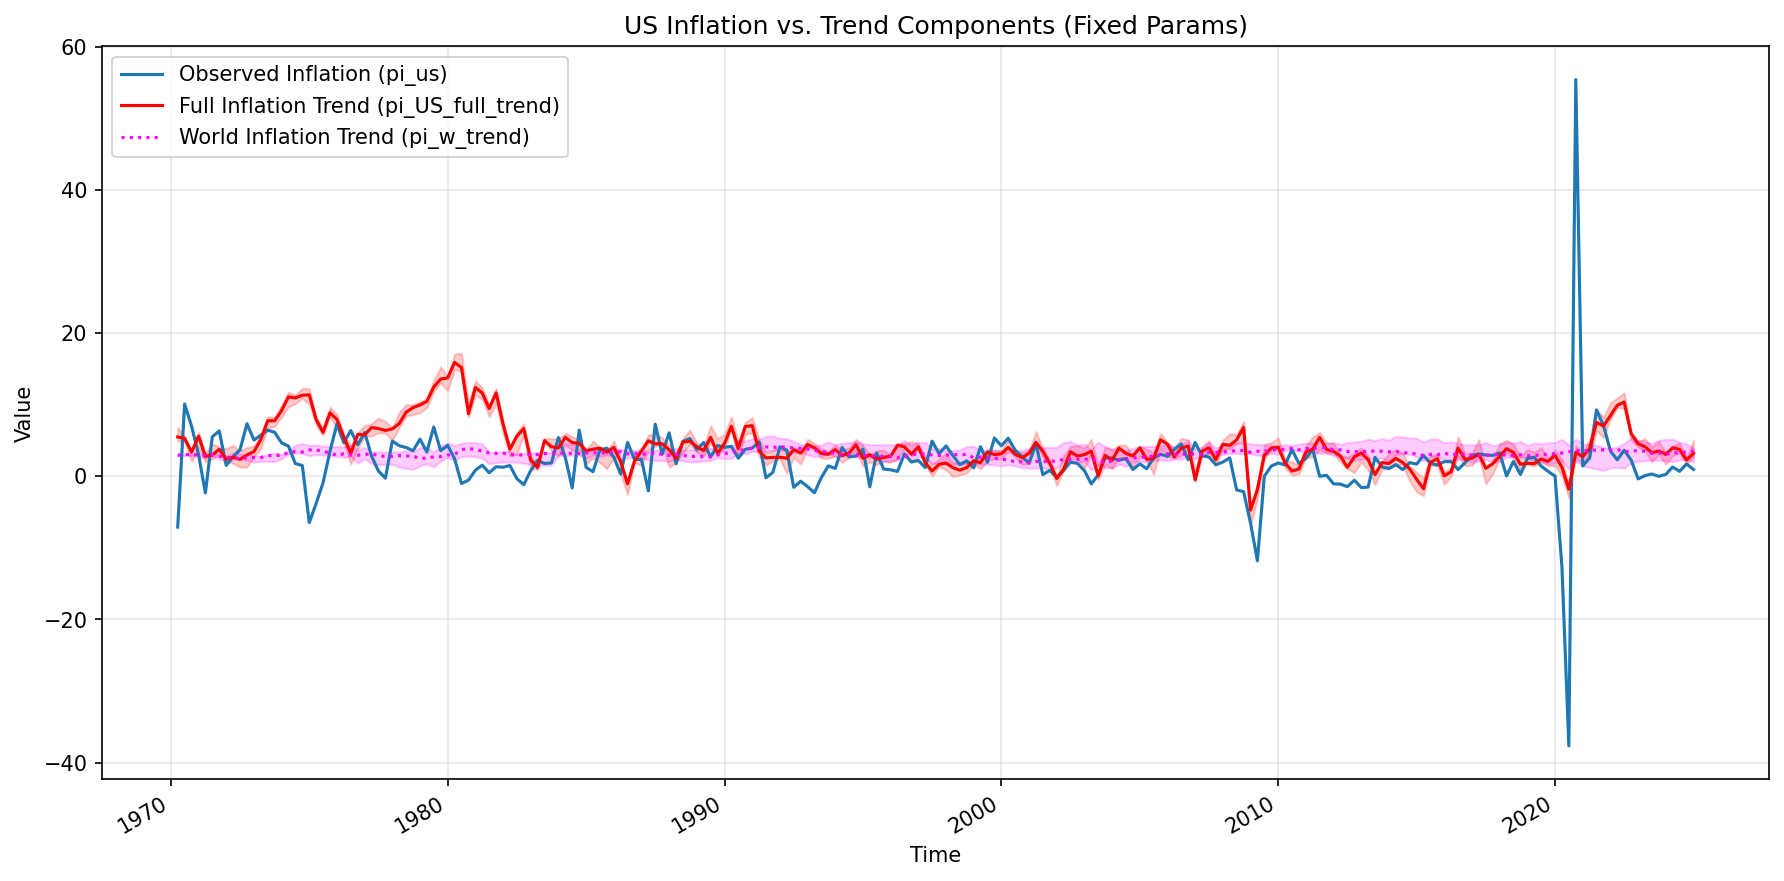 US Inflation vs. Trend Components (Fixed Params)
Observed Inflation (pi_us)
Full Inflation Trend (pi_US_full_trend)
World Inflation Trend (pi_w_trend)
60
40
20
0
−20
−40
Value
1970
1980
1990
2000
2010
2020
Time